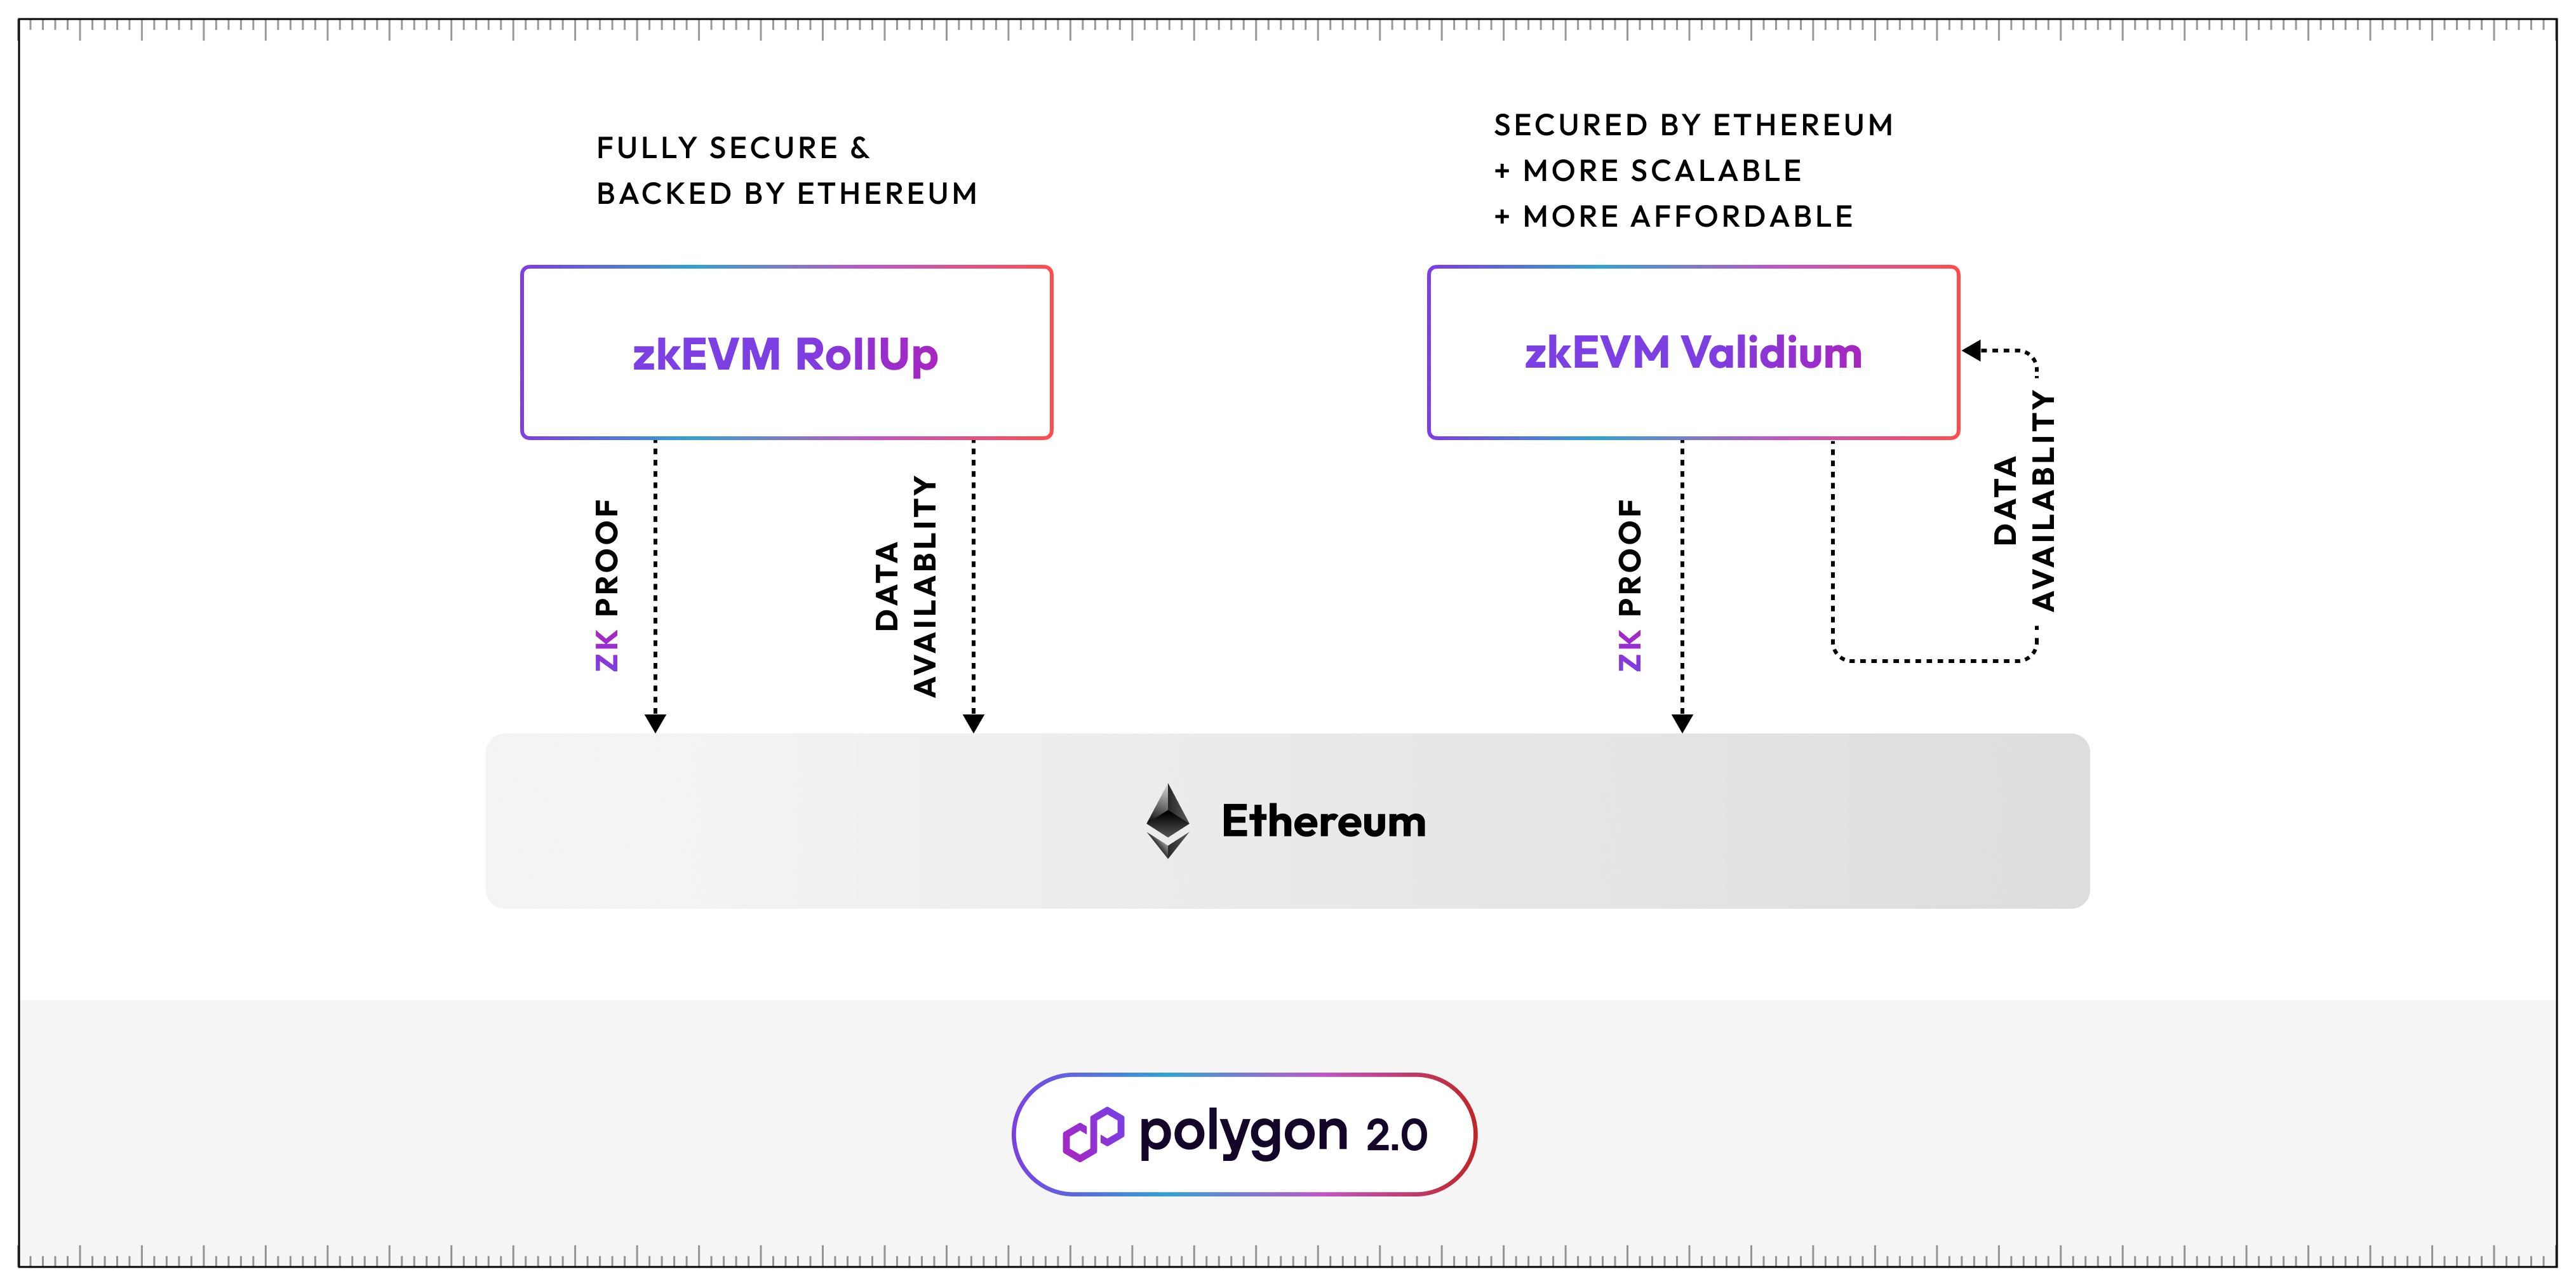 FULLY SECURE &
BACKED BY ETHEREUM
SECURED BY ETHEREUM
+ MORE SCALABLE
+ MORE AFFORDABLE
zkEVM RollUp
zkEVM Validium
ZK PROOF
DATA
AVAILABLITY
ZK PROOF
DATA
AVAILABLITY
Ethereum
polygon 2.0